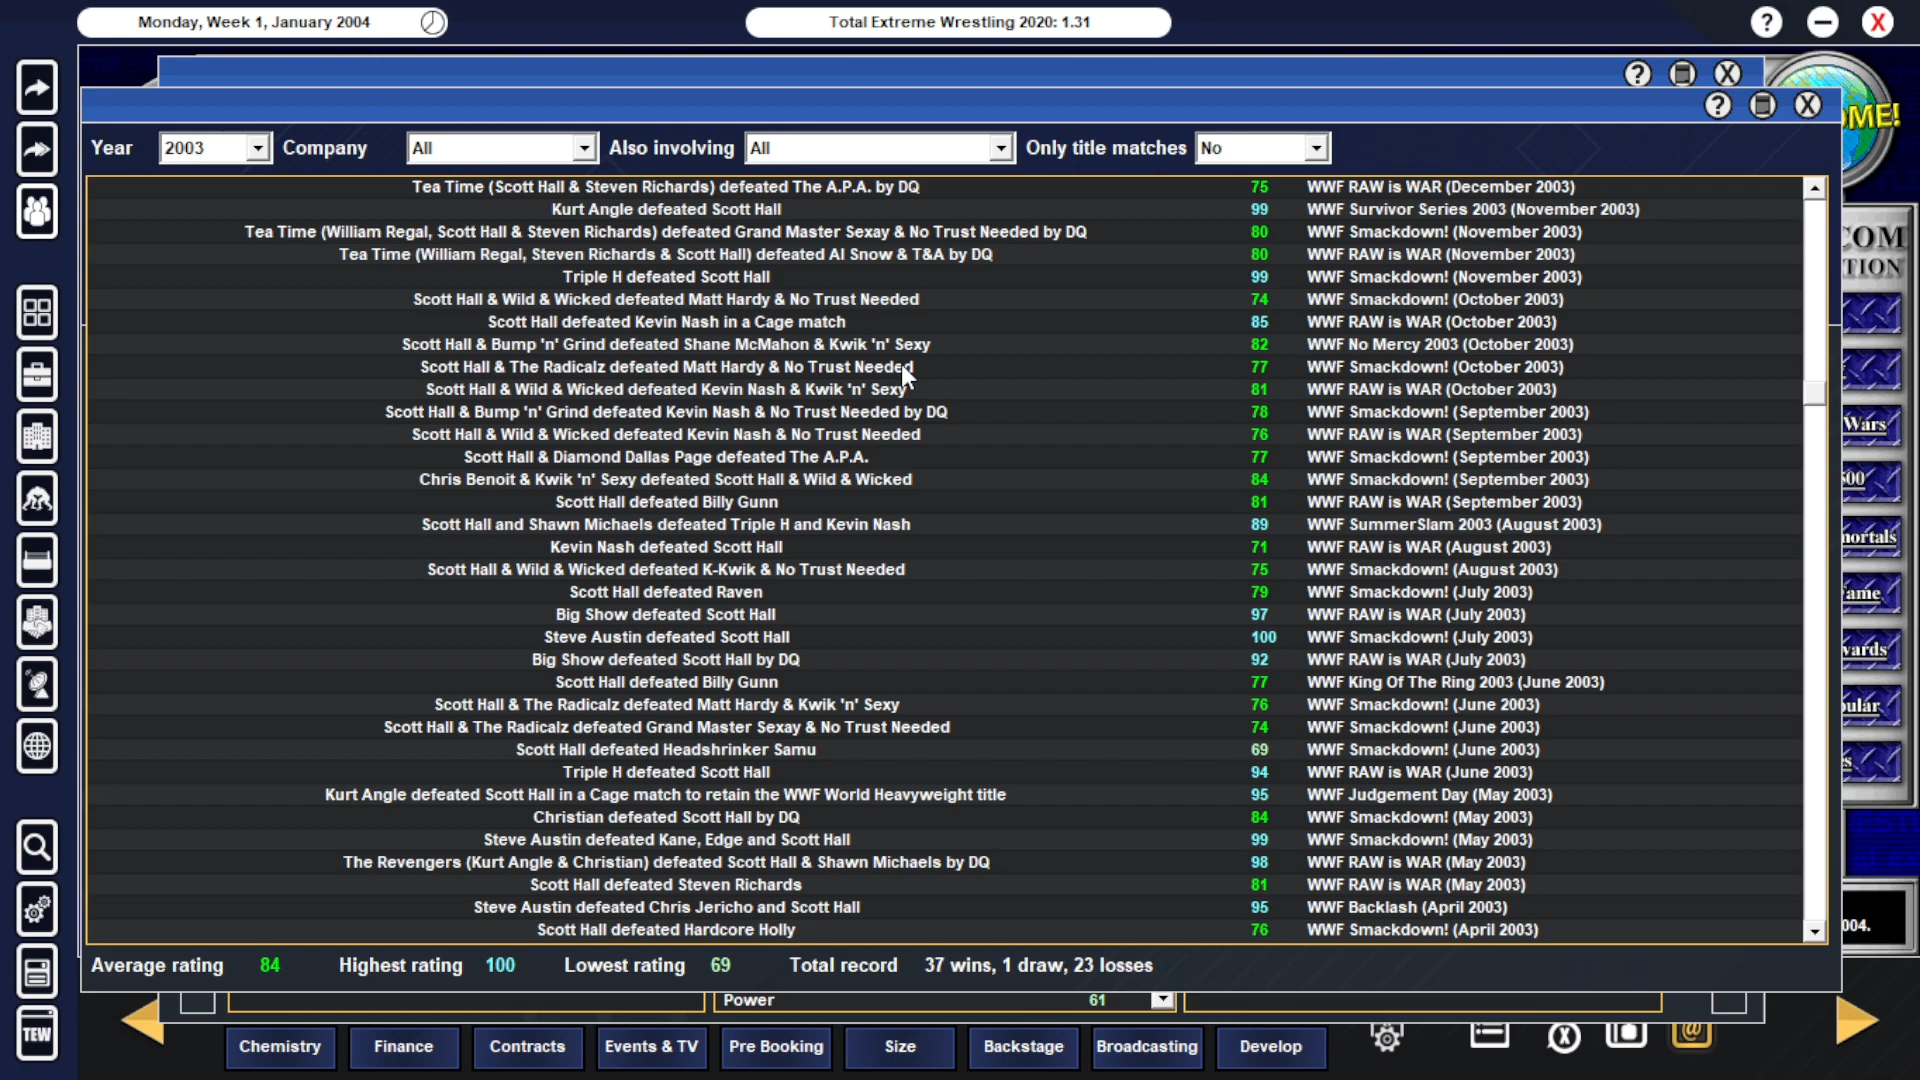 Monday, Week 1, January 2004
Total Extreme Wrestling 2020: 1.31
? – X
? X
? X
OME!
Year 2003 Company All Also involving All Only title matches No
Tea Time (Scott Hall & Steven Richards) defeated The A.P.A. by DQ 75 WWF RAW is WAR (December 2003)
Kurt Angle defeated Scott Hall 99 WWF Survivor Series 2003 (November 2003)
Tea Time (William Regal, Scott Hall & Steven Richards) defeated Grand Master Sexay & No Trust Needed by DQ 80 WWF Smackdown! (November 2003)
Tea Time (William Regal, Steven Richards & Scott Hall) defeated Al Snow & T&A by DQ 80 WWF RAW is WAR (November 2003)
Triple H defeated Scott Hall 99 WWF Smackdown! (November 2003)
Scott Hall & Wild & Wicked defeated Matt Hardy & No Trust Needed 74 WWF Smackdown! (October 2003)
Scott Hall defeated Kevin Nash in a Cage match 85 WWF RAW is WAR (October 2003)
Scott Hall & Bump 'n' Grind defeated Shane McMahon & Kwik 'n' Sexy 82 WWF No Mercy 2003 (October 2003)
Scott Hall & The Radicalz defeated Matt Hardy & No Trust Needed 77 WWF Smackdown! (October 2003)
Scott Hall & Wild & Wicked defeated Kevin Nash & Kwik 'n' Sexy 81 WWF RAW is WAR (October 2003)
Scott Hall & Bump 'n' Grind defeated Kevin Nash & No Trust Needed by DQ 78 WWF Smackdown! (September 2003)
Scott Hall & Wild & Wicked defeated Kevin Nash & No Trust Needed 76 WWF RAW is WAR (September 2003)
Scott Hall & Diamond Dallas Page defeated The A.P.A. 77 WWF Smackdown! (September 2003)
Chris Benoit & Kwik 'n' Sexy defeated Scott Hall & Wild & Wicked 84 WWF Smackdown! (September 2003)
Scott Hall defeated Billy Gunn 81 WWF RAW is WAR (September 2003)
Scott Hall and Shawn Michaels defeated Triple H and Kevin Nash 89 WWF SummerSlam 2003 (August 2003)
Kevin Nash defeated Scott Hall 71 WWF RAW is WAR (August 2003)
Scott Hall & Wild & Wicked defeated K-Kwik & No Trust Needed 75 WWF Smackdown! (August 2003)
Scott Hall defeated Raven 79 WWF Smackdown! (July 2003)
Big Show defeated Scott Hall 97 WWF RAW is WAR (July 2003)
Steve Austin defeated Scott Hall 100 WWF Smackdown! (July 2003)
Big Show defeated Scott Hall by DQ 92 WWF RAW is WAR (July 2003)
Scott Hall defeated Billy Gunn 77 WWF King Of The Ring 2003 (June 2003)
Scott Hall & The Radicalz defeated Matt Hardy & Kwik 'n' Sexy 76 WWF Smackdown! (June 2003)
Scott Hall & The Radicalz defeated Grand Master Sexay & No Trust Needed 74 WWF Smackdown! (June 2003)
Scott Hall defeated Headshrinker Samu 69 WWF Smackdown! (June 2003)
Triple H defeated Scott Hall 94 WWF RAW is WAR (June 2003)
Kurt Angle defeated Scott Hall in a Cage match to retain the WWF World Heavyweight title 95 WWF Judgement Day (May 2003)
Christian defeated Scott Hall by DQ 84 WWF Smackdown! (May 2003)
Steve Austin defeated Kane, Edge and Scott Hall 99 WWF Smackdown! (May 2003)
The Revengers (Kurt Angle & Christian) defeated Scott Hall & Shawn Michaels by DQ 98 WWF RAW is WAR (May 2003)
Scott Hall defeated Steven Richards 81 WWF RAW is WAR (May 2003)
Steve Austin defeated Chris Jericho and Scott Hall 95 WWF Backlash (April 2003)
Scott Hall defeated Hardcore Holly 76 WWF Smackdown! (April 2003)
Average rating 84 Highest rating 100 Lowest rating 69 Total record 37 wins, 1 draw, 23 losses
COM
TION
Wars
500
mortals
ame
wards
pular
s
004.
Power 61
TEW
Chemistry Finance Contracts Events & TV Pre Booking Size Backstage Broadcasting Develop
X @